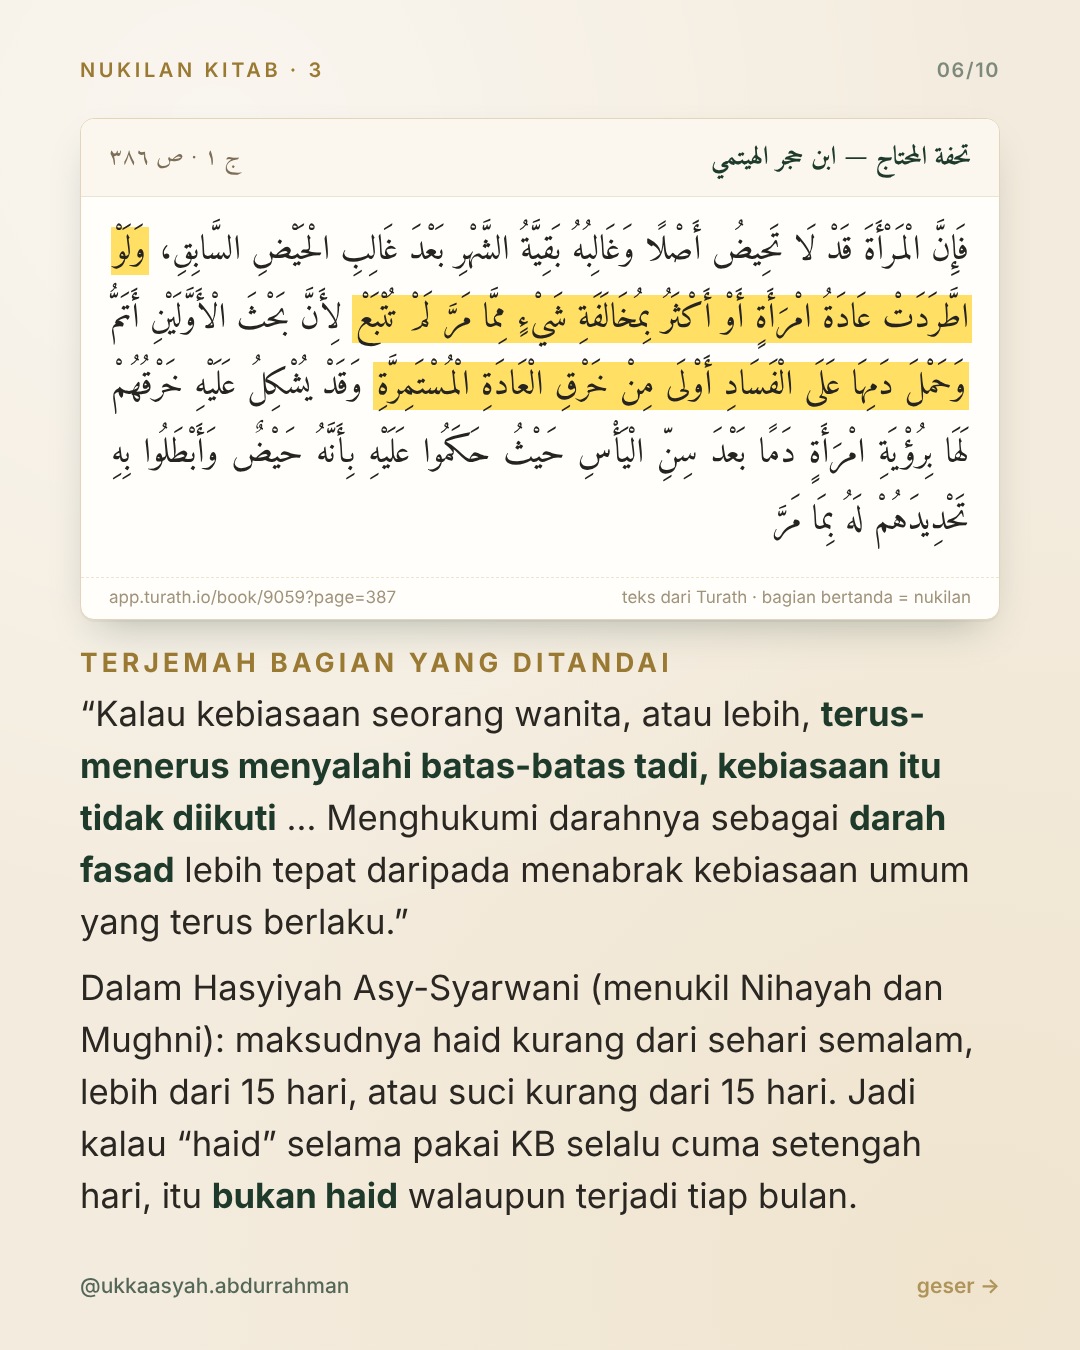 NUKILAN KITAB · 3
06/10
تحفة المحتاج — ابن حجر الهيتمي
ج ١ · ص ٣٨٦
فَإِنَّ الْمَرْأَةَ قَدْ لَا تَحِيضُ أَصْلًا وَغَالِبُهُ بَقِيَّةُ الشَّهْرِ بَعْدَ غَالِبِ الْحَيْضِ السَّابِقِ، وَلَوْ
اطَّرَدَتْ عَادَةُ امْرَأَةٍ أَوْ أَكْثَرُ بِمُخَالَفَةِ شَيْءٍ مِمَّا مَرَّ لَمْ تُتْبَعْ لِأَنَّ بَحْثَ الْأَوَّلَيْنِ أَتَمُّ
وَحَمْلَ دَمِهَا عَلَى الْفَسَادِ أَوْلَى مِنْ خَرْقِ الْعَادَةِ الْمُسْتَمِرَّةِ وَقَدْ يُشْكِلُ عَلَيْهِ خَرْقُهُمْ
لَهَا بِرُؤْيَةِ امْرَأَةٍ دَمًا بَعْدَ سِنِّ الْيَأْسِ حَيْثُ حَكَمُوا عَلَيْهِ بِأَنَّهُ حَيْضٌ وَأَبْطَلُوا بِهِ
تَحْدِيدَهُمْ لَهُ بِمَا مَرَّ
app.turath.io/book/9059?page=387
teks dari Turath · bagian bertanda = nukilan
TERJEMAH BAGIAN YANG DITANDAI
“Kalau kebiasaan seorang wanita, atau lebih, terus-
menerus menyalahi batas-batas tadi, kebiasaan itu
tidak diikuti ... Menghukumi darahnya sebagai darah
fasad lebih tepat daripada menabrak kebiasaan umum
yang terus berlaku.”
Dalam Hasyiyah Asy-Syarwani (menukil Nihayah dan
Mughni): maksudnya haid kurang dari sehari semalam,
lebih dari 15 hari, atau suci kurang dari 15 hari. Jadi
kalau “haid” selama pakai KB selalu cuma setengah
hari, itu bukan haid walaupun terjadi tiap bulan.
@ukkaasyah.abdurrahman
geser →